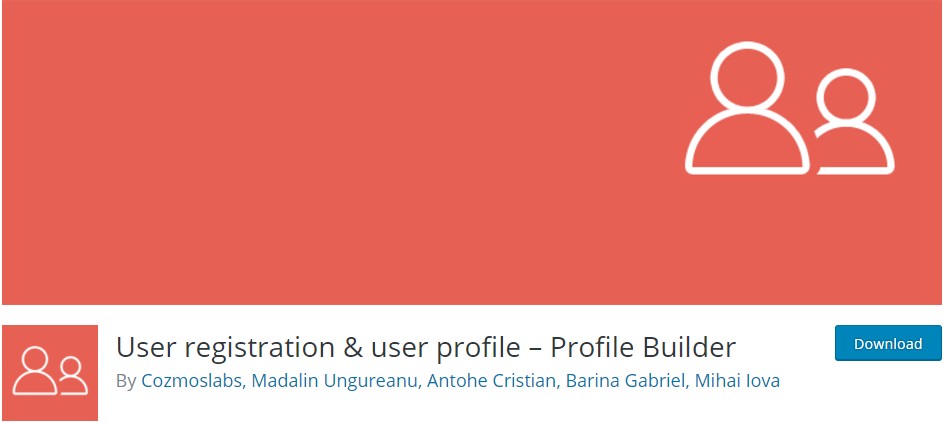 User registration & user profile – Profile Builder
Download
By Cozmoslabs, Madalin Ungureanu, Antohe Cristian, Barina Gabriel, Mihai Iova